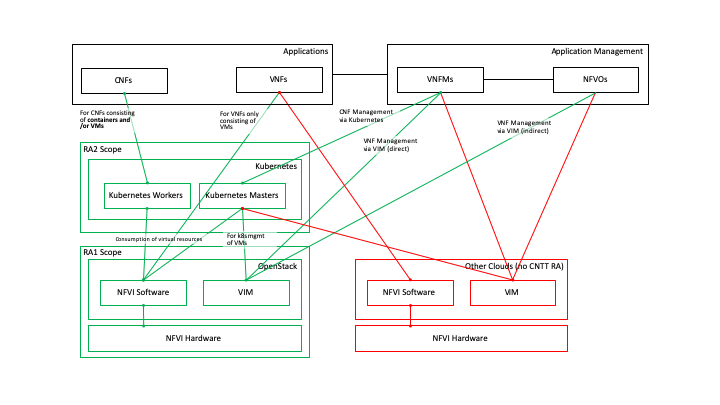 Applications
Application Management
CNFs
VNFs
VNFMs
NFVOs
For CNFs consisting
of containers and
/or VMs
For VNFs only
consisting of
VMs
CNF Management
via Kubernetes
VNF Management
via VIM (direct)
VNF Management
via VIM (indirect)
RA2 Scope
Kubernetes
Kubernetes Workers
Kubernetes Masters
Consumption of virtual resources
For k8s mgmt
of VMs
RA1 Scope
OpenStack
NFVI Software
VIM
NFVI Hardware
Other Clouds (no CNTT RA)
NFVI Software
VIM
NFVI Hardware